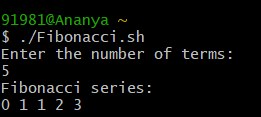 91981@Ananya ~
$ ./Fibonacci.sh
Enter the number of terms:
5
Fibonacci series:
0 1 1 2 3